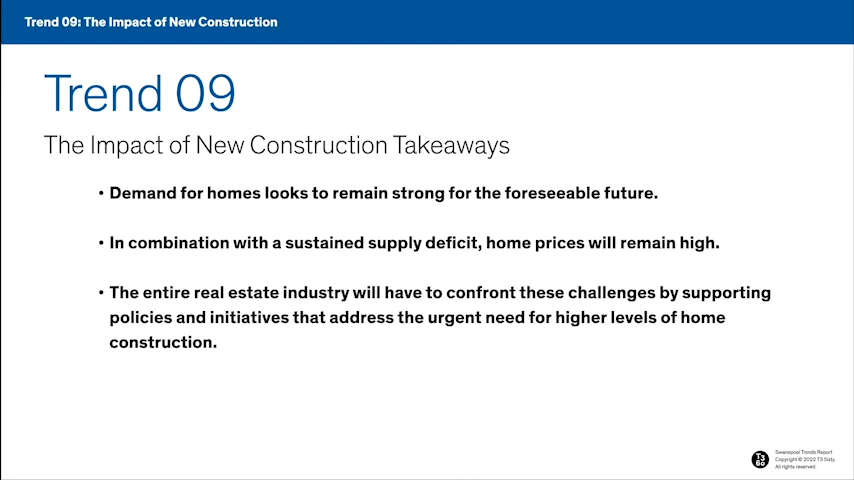 Trend 09: The Impact of New Construction
Trend 09
The Impact of New Construction Takeaways
• Demand for homes looks to remain strong for the foreseeable future.
• In combination with a sustained supply deficit, home prices will remain high.
• The entire real estate industry will have to confront these challenges by supporting
policies and initiatives that address the urgent need for higher levels of home
construction.
T3
60
Swanepoel Trends Report
Copyright © 2022 T3 Sixty.
All rights reserved.